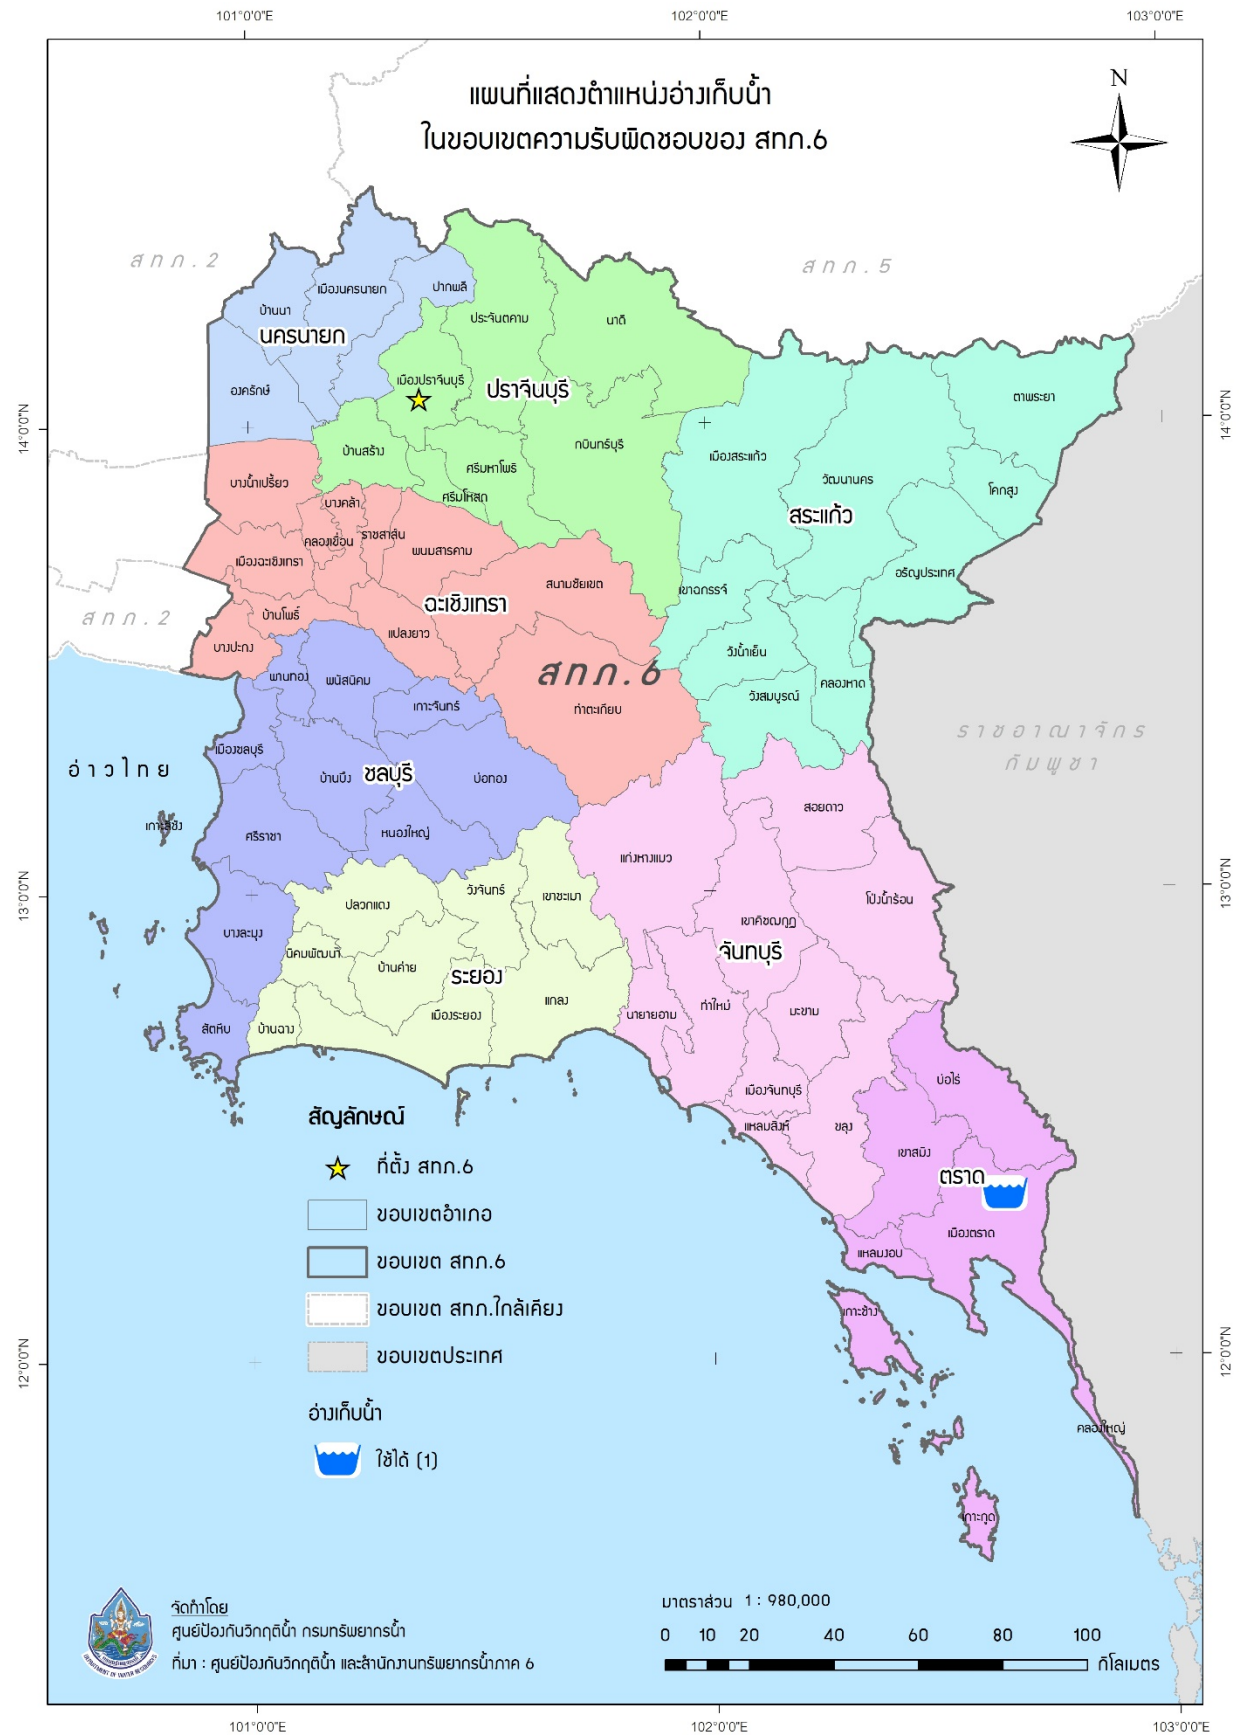 101°0'0"E
102°0'0"E
103°0'0"E
แผนที่แสดงตำแหน่งอ่างเก็บน้ำ
ในขอบเขตความรับผิดชอบของ สทภ.6
N
สทภ.2
สทภ.5
เมืองนครนายก
ปากพลี
บ้านนา
ประจันตคาม
นาดี
นครนายก
องครักษ์
เมืองปราจีนบุรี
ปราจีนบุรี
ตาพระยา
14°0'0"N
14°0'0"N
บ้านสร้าง
กบินทร์บุรี
เมืองสระแก้ว
ศรีมหาโพธิ
วัฒนานคร
บางน้ำเปรี้ยว
โคกสูง
ศรีมโหสถ
บางคล้า
สระแก้ว
คลองเขื่อน
ราชสาส์น
พนมสารคาม
เมืองฉะเชิงเทรา
อรัญประเทศ
สนามชัยเขต
เขาฉกรรจ์
ฉะเชิงเทรา
สทภ.2
บ้านโพธิ์
แปลงยาว
บางปะกง
วังน้ำเย็น
สทภ.6
พานทอง
พนัสนิคม
คลองหาด
วังสมบูรณ์
เกาะจันทร์
ท่าตะเกียบ
ราชอาณาจักร
กัมพูชา
เมืองชลบุรี
อ่าวไทย
บ้านบึง
ชลบุรี
บ่อทอง
สอยดาว
เกาะสีชัง
ศรีราชา
หนองใหญ่
แก่งหางแมว
13°0'0"N
13°0'0"N
วังจันทร์
เขาชะเมา
โป่งน้ำร้อน
ปลวกแดง
เขาคิชฌกูฏ
บางละมุง
นิคมพัฒนา
จันทบุรี
บ้านค่าย
ระยอง
แกลง
ท่าใหม่
มะขาม
นายายอาม
เมืองระยอง
สัตหีบ
บ้านฉาง
บ่อไร่
เมืองจันทบุรี
สัญลักษณ์
แหลมสิงห์
ขลุง
เขาสมิง
ที่ตั้ง สทภ.6
ตราด
ขอบเขตอำเภอ
เมืองตราด
แหลมงอบ
ขอบเขต สทภ.6
ขอบเขต สทภ.ใกล้เคียง
เกาะช้าง
ขอบเขตประเทศ
12°0'0"N
12°0'0"N
อ่างเก็บน้ำ
คลองใหญ่
ใช้ได้ (1)
เกาะกูด
จัดทำโดย
ศูนย์ป้องกันวิกฤติน้ำ กรมทรัพยากรน้ำ
ที่มา : ศูนย์ป้องกันวิกฤติน้ำ และสำนักงานทรัพยากรน้ำภาค 6
DEPARTMENT OF WATER RESOURCES
มาตราส่วน 1 : 980,000
0 10 20 40 60 80 100
กิโลเมตร
101°0'0"E
102°0'0"E
103°0'0"E